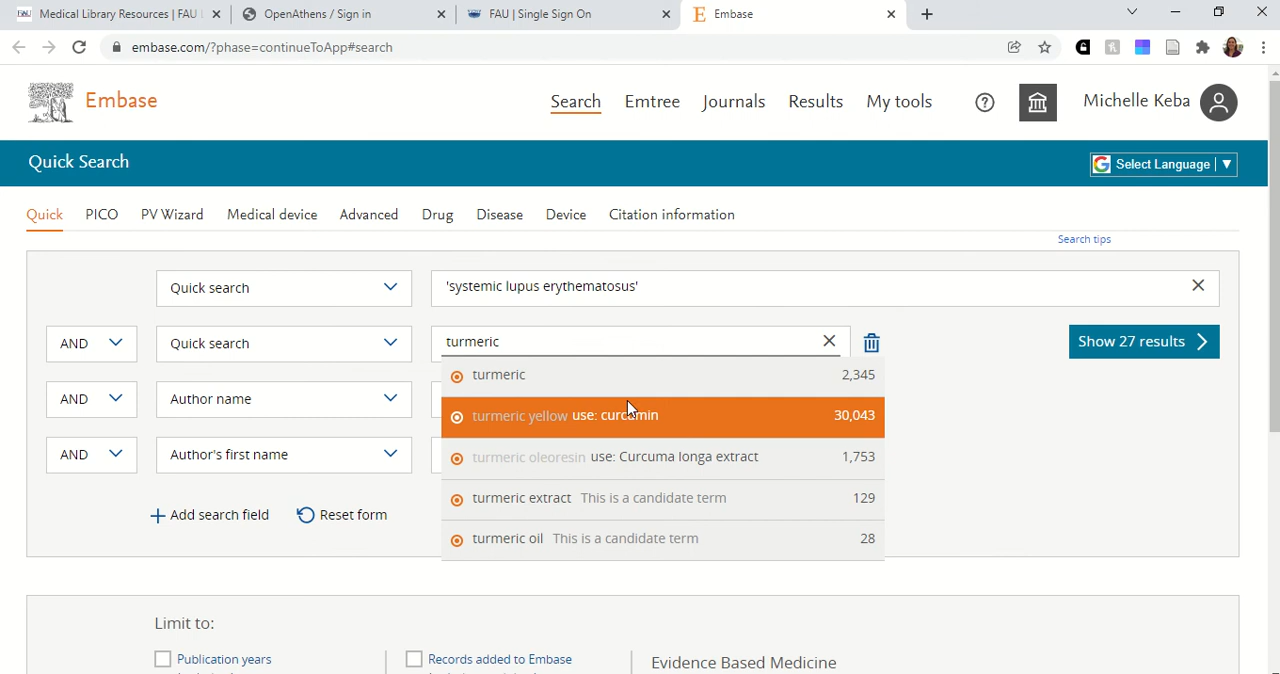 Medical Library Resources | FAU
OpenAthens / Sign in
FAU | Single Sign On
Embase
embase.com/?phase=continueToApp#search
Embase
Search
Emtree
Journals
Results
My tools
Michelle Keba
Quick Search
Select Language
Quick
PICO
PV Wizard
Medical device
Advanced
Drug
Disease
Device
Citation information
Search tips
Quick search
'systemic lupus erythematosus'
AND
Quick search
turmeric
Show 27 results
turmeric 2,345
AND
Author name
turmeric yellow use: curcumin 30,043
AND
Author's first name
turmeric oleoresin use: Curcuma longa extract 1,753
turmeric extract This is a candidate term 129
Add search field
Reset form
turmeric oil This is a candidate term 28
Limit to:
Publication years
Records added to Embase
Evidence Based Medicine